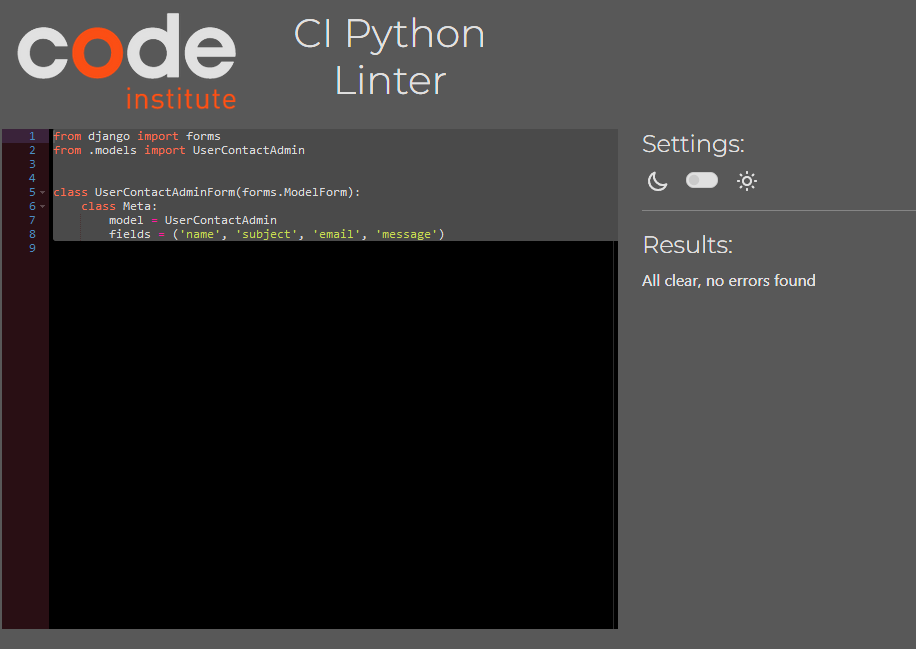 code
institute
CI Python
Linter
1 from django import forms
2 from .models import UserContactAdmin
3
4
5 class UserContactAdminForm(forms.ModelForm):
6     class Meta:
7         model = UserContactAdmin
8         fields = ('name', 'subject', 'email', 'message')
9
Settings:
Results:
All clear, no errors found